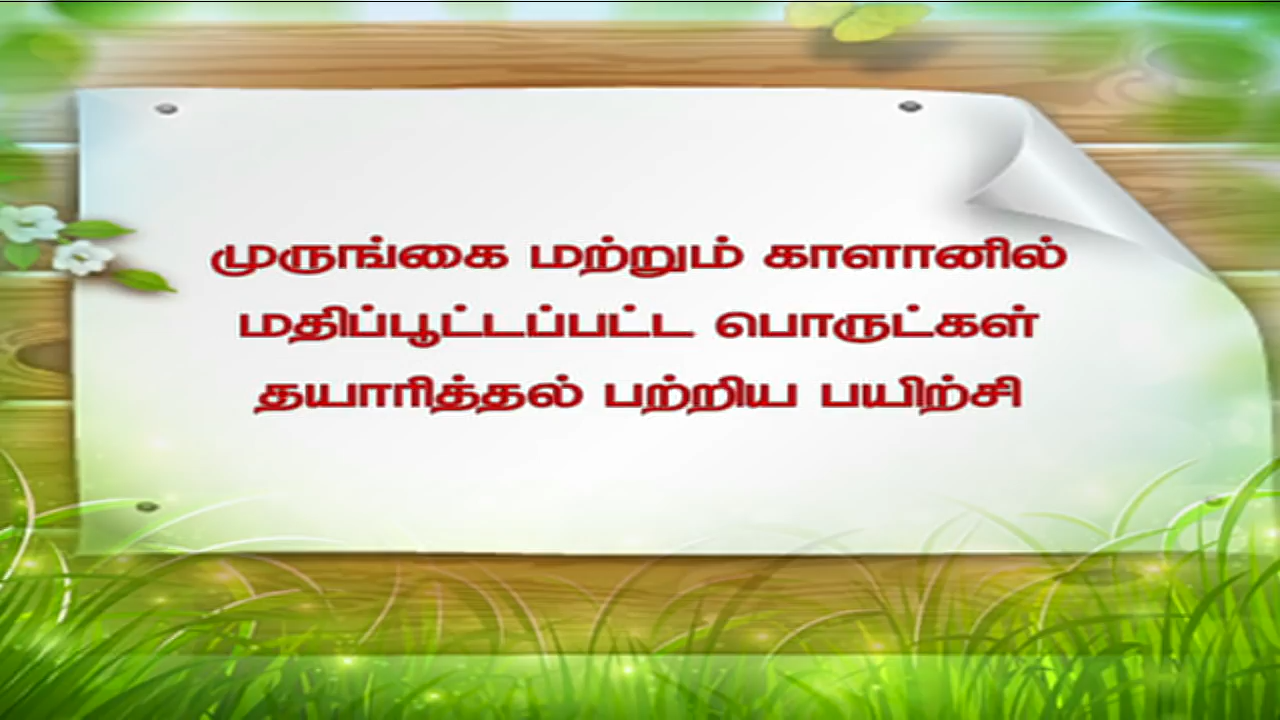 முருங்கை மற்றும் காளானில்
மதிப்பூட்டப்பட்ட பொருட்கள்
தயாரித்தல் பற்றிய பயிற்சி